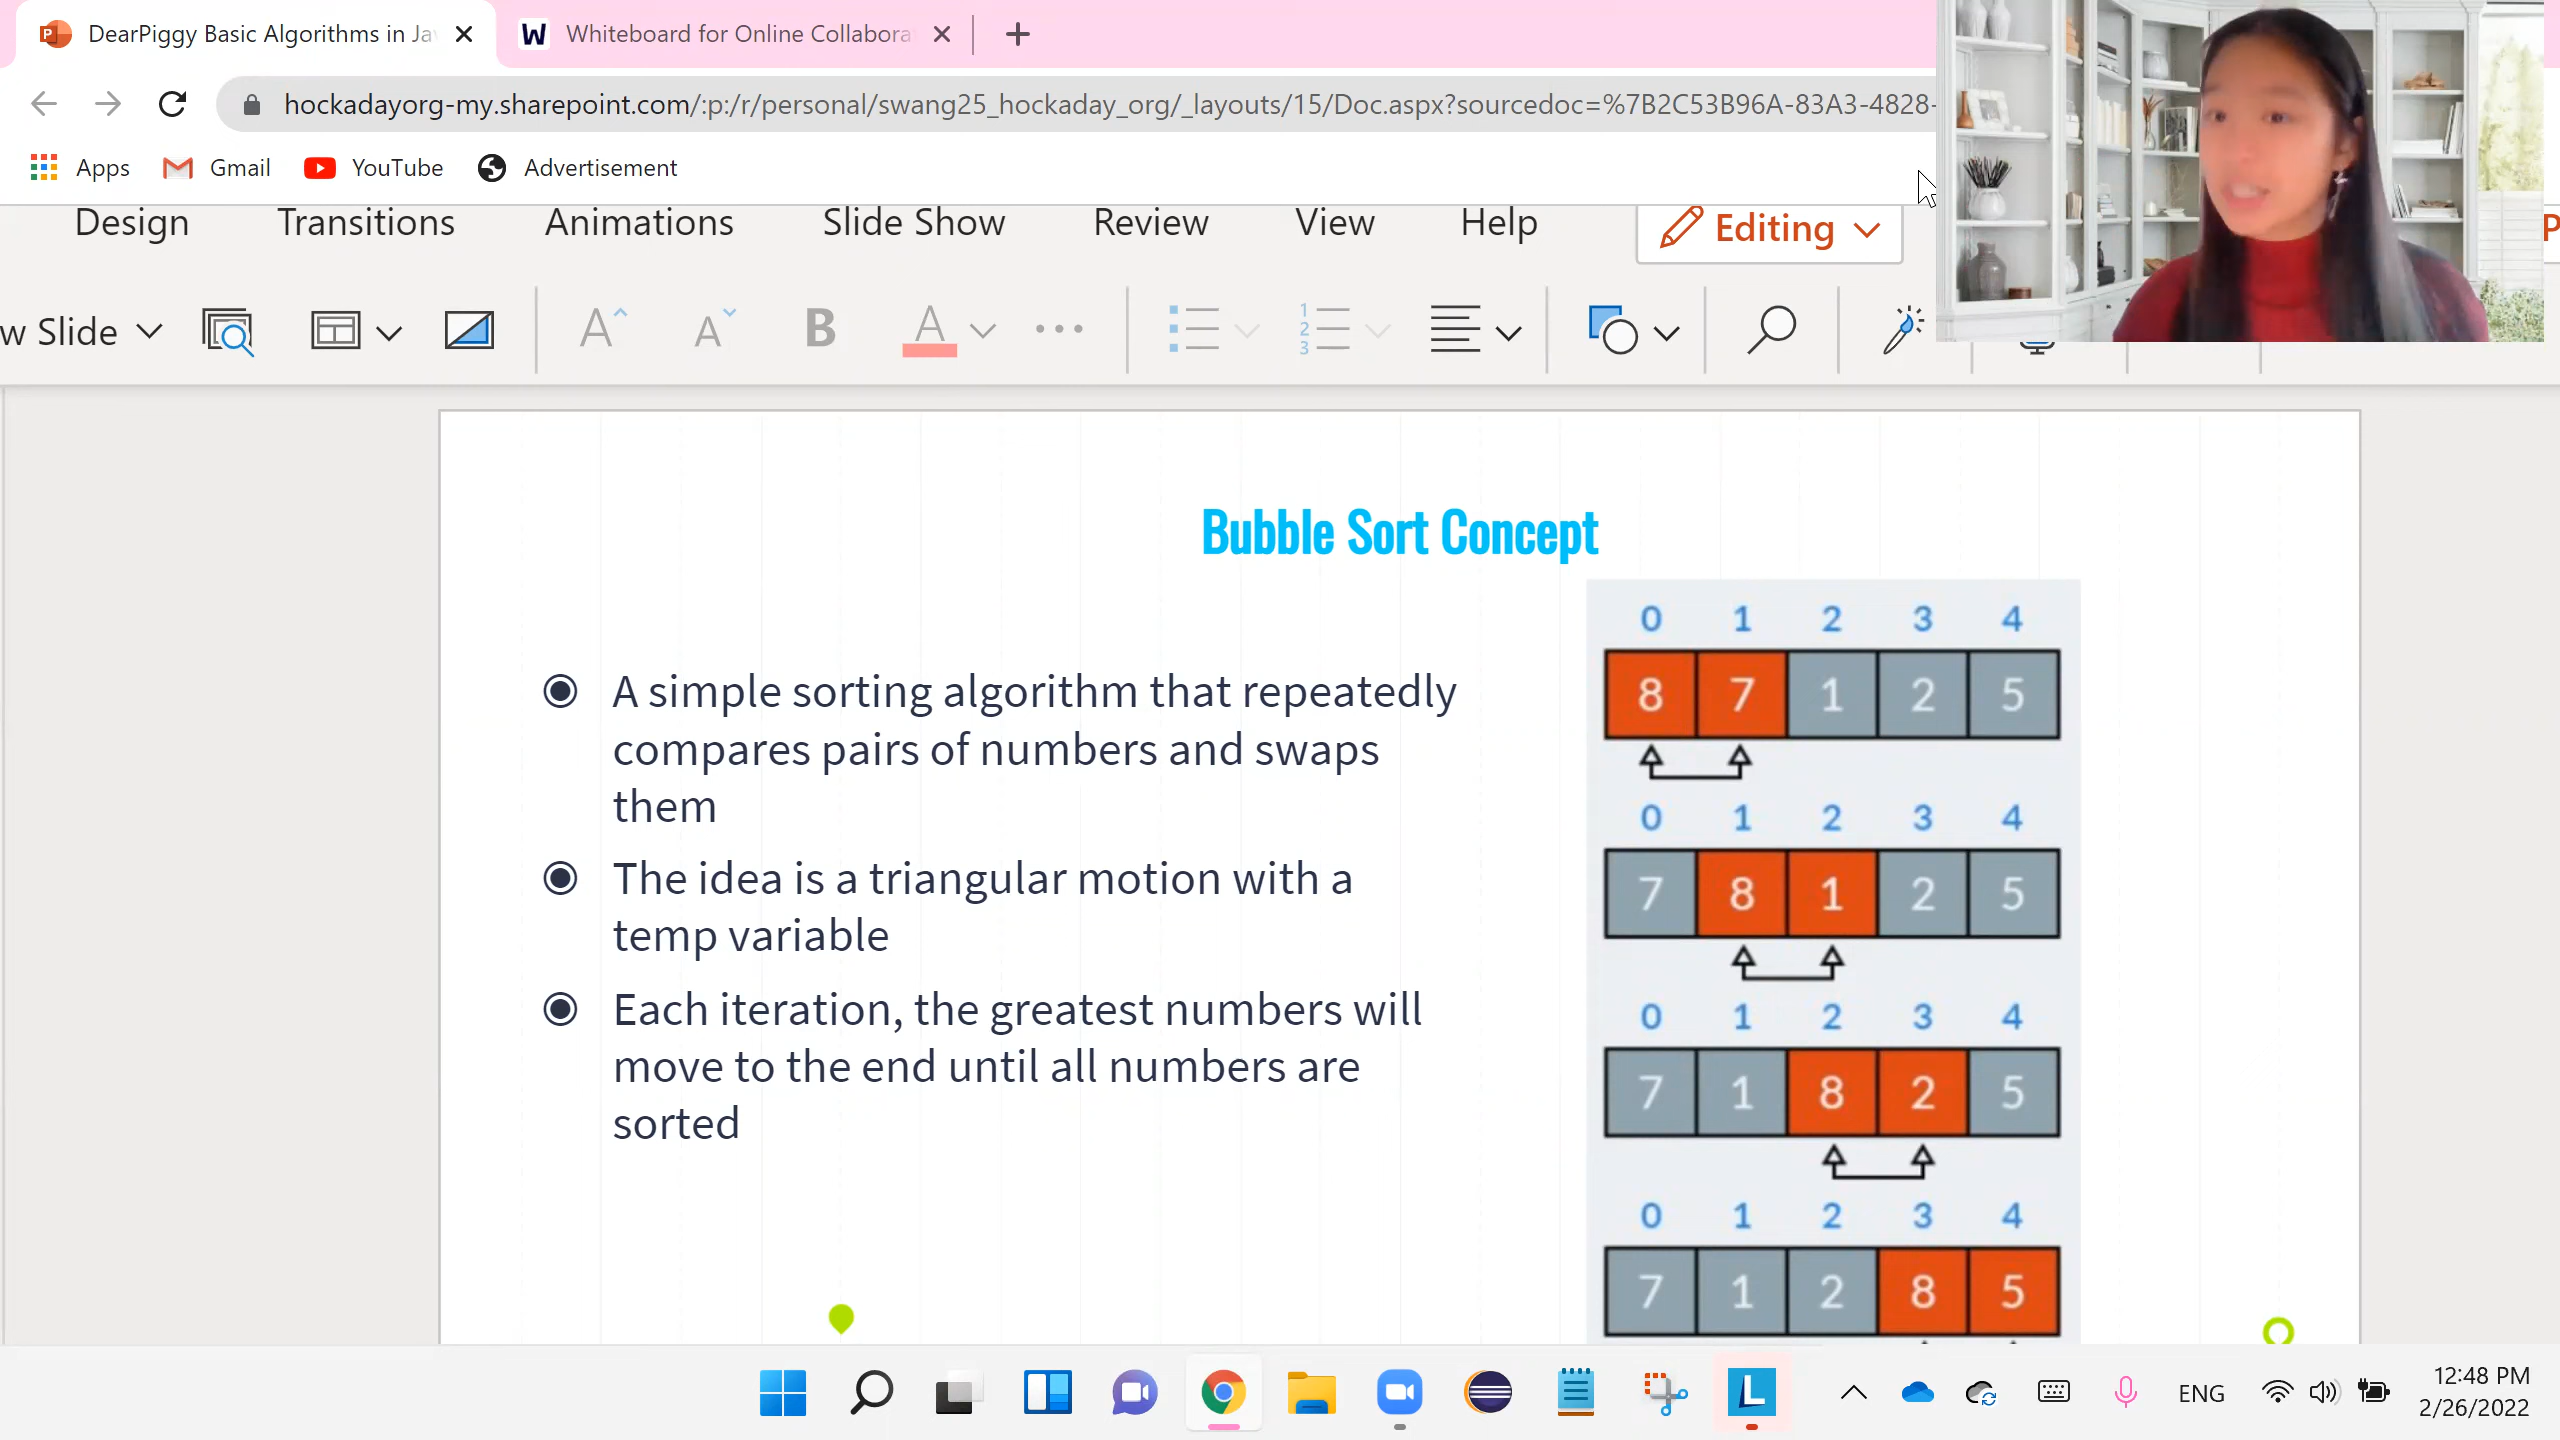 DearPiggy Basic Algorithms in Ja
Whiteboard for Online Collabora
hockadayorg-my.sharepoint.com/:p:/r/personal/swang25_hockaday_org/_layouts/15/Doc.aspx?sourcedoc=%7B2C53B96A-83A3-4828-
Apps Gmail YouTube Advertisement
Design Transitions Animations Slide Show Review View Help Editing
w Slide
Bubble Sort Concept
A simple sorting algorithm that repeatedly
compares pairs of numbers and swaps
them
The idea is a triangular motion with a
temp variable
Each iteration, the greatest numbers will
move to the end until all numbers are
sorted
0 1 2 3 4
8 7 1 2 5
0 1 2 3 4
7 8 1 2 5
0 1 2 3 4
7 1 8 2 5
0 1 2 3 4
7 1 2 8 5
ENG
12:48 PM
2/26/2022